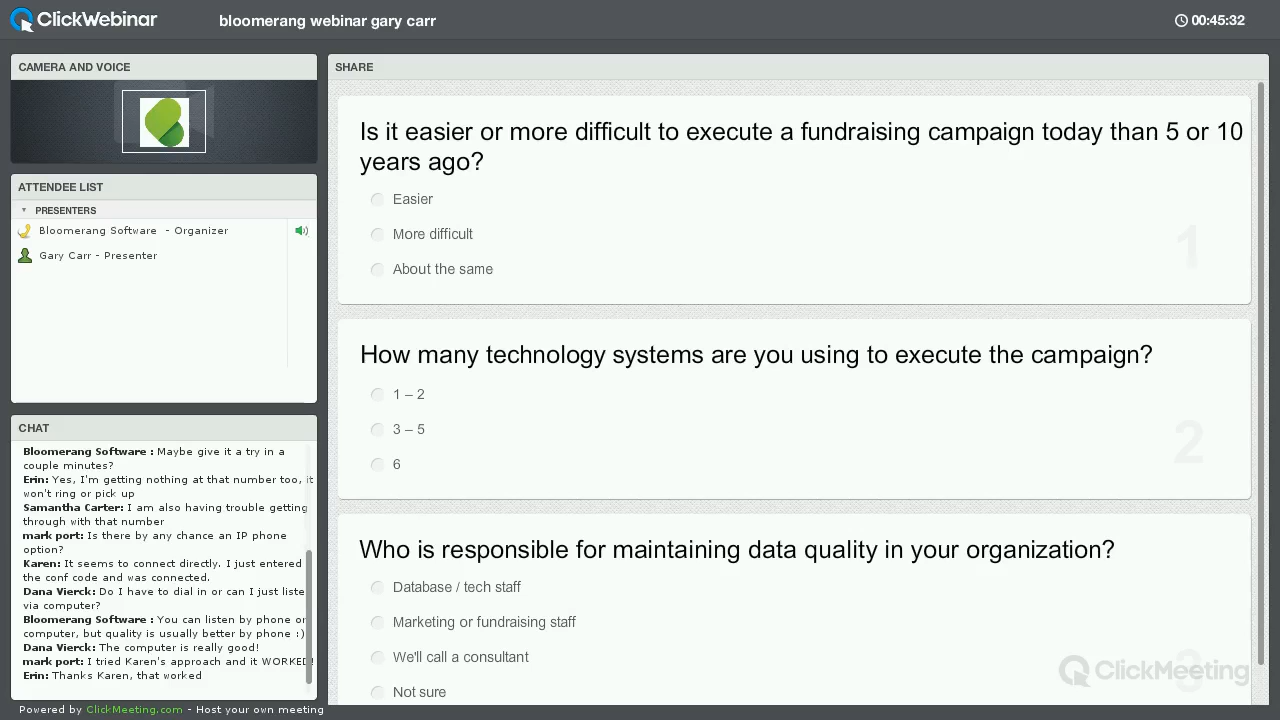 ClickWebinar
bloomerang webinar gary carr
00:45:32
CAMERA AND VOICE
ATTENDEE LIST
PRESENTERS
Bloomerang Software - Organizer
Gary Carr - Presenter
CHAT
Bloomerang Software : Maybe give it a try in a
couple minutes?
Erin: Yes, I'm getting nothing at that number too, it
won't ring or pick up
Samantha Carter: I am also having trouble getting
through with that number
mark port: Is there by any chance an IP phone
option?
Karen: It seems to connect directly. I just entered
the conf code and was connected.
Dana Vierck: Do I have to dial in or can I just liste
via computer?
Bloomerang Software : You can listen by phone or
computer, but quality is usually better by phone :)
Dana Vierck: The computer is really good!
mark port: I tried Karen's approach and it WORKED!
Erin: Thanks Karen, that worked
Powered by ClickMeeting.com - Host your own meeting
SHARE
Is it easier or more difficult to execute a fundraising campaign today than 5 or 10
years ago?
Easier
More difficult
About the same
1
How many technology systems are you using to execute the campaign?
1 – 2
3 – 5
6
2
Who is responsible for maintaining data quality in your organization?
Database / tech staff
Marketing or fundraising staff
We'll call a consultant
Not sure
3
ClickMeeting